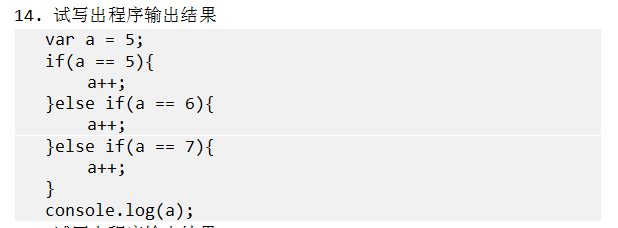 14. 试写出程序输出结果
var a = 5;
if(a == 5){
    a++;
}else if(a == 6){
    a++;
}else if(a == 7){
    a++;
}
console.log(a);